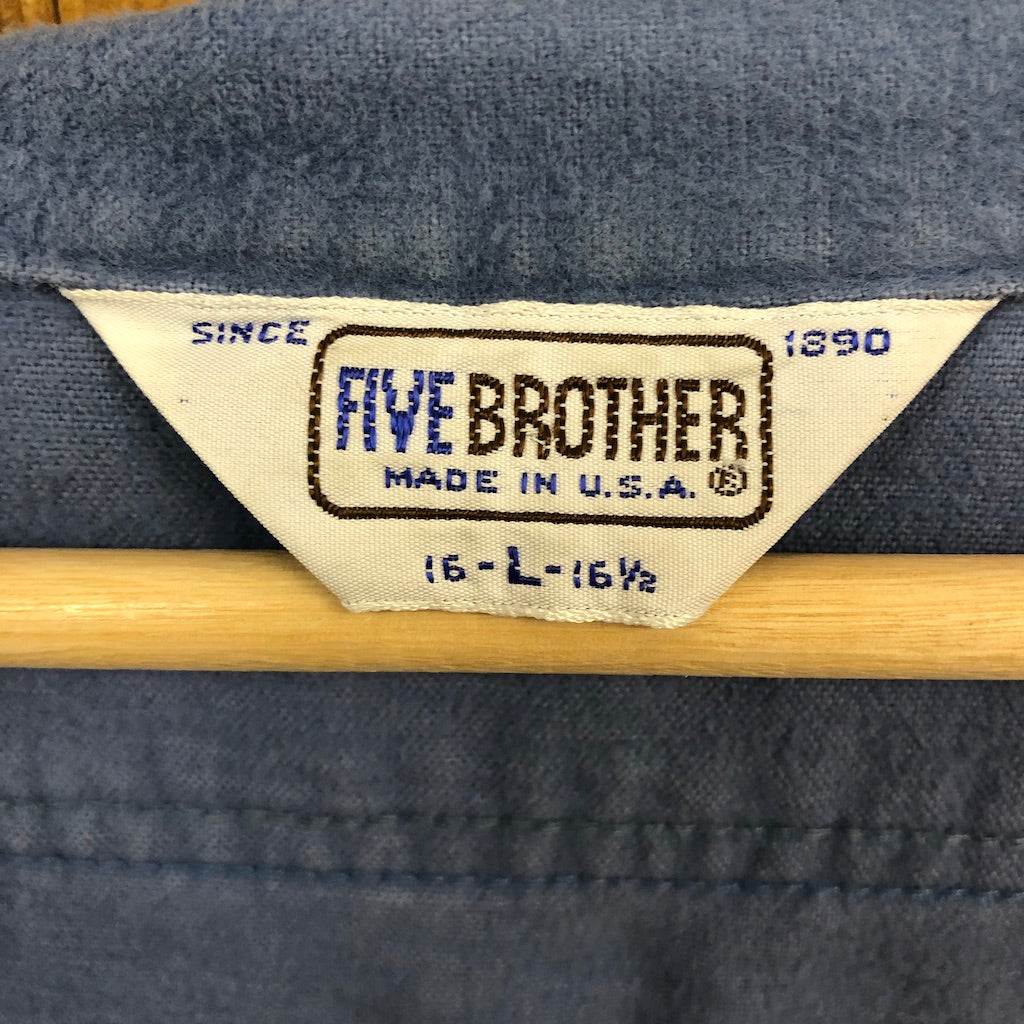 SINCE 1890
FIVE BROTHER
MADE IN U.S.A. ®
16-L-16½